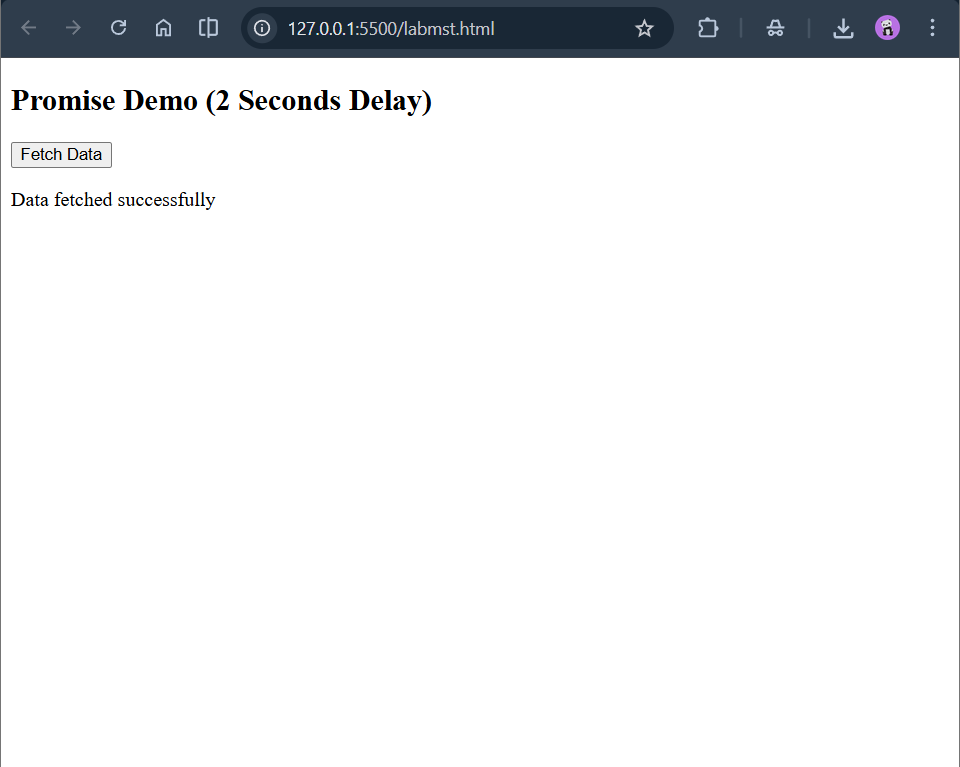 127.0.0.1:5500/labmst.html
Promise Demo (2 Seconds Delay)
Fetch Data
Data fetched successfully